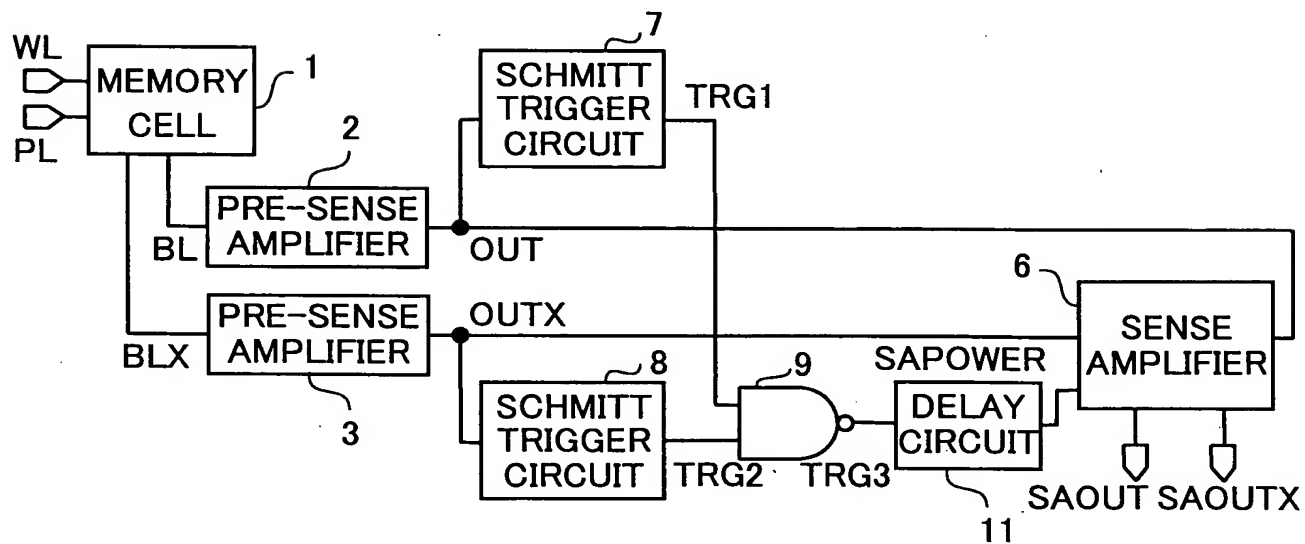 WL
PL
MEMORY
CELL
1
BL
BLX
2
PRE-SENSE
AMPLIFIER
OUT
PRE-SENSE
AMPLIFIER
3
OUTX
7
SCHMITT
TRIGGER
CIRCUIT
TRG1
8
SCHMITT
TRIGGER
CIRCUIT
TRG2
9
TRG3
SAPOWER
DELAY
CIRCUIT
11
6
SENSE
AMPLIFIER
SAOUT SAOUTX